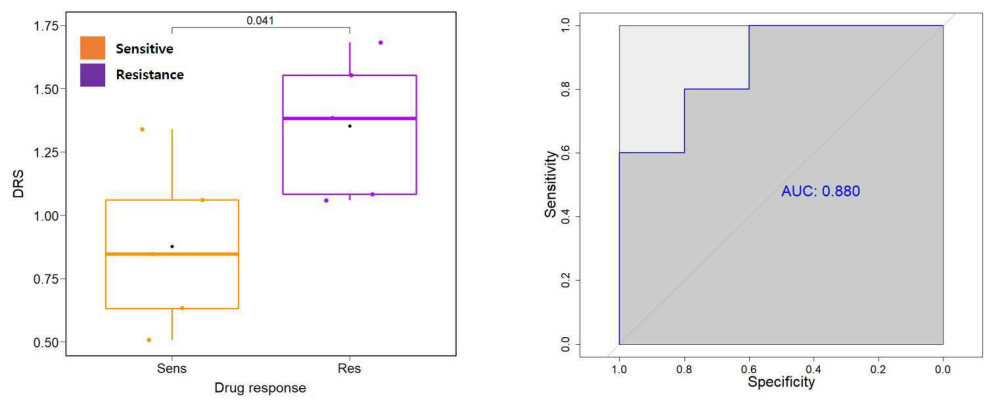 0.041
1.75
1.50
1.25
1.00
0.75
0.50
DRS
Sensitive
Resistance
Sens Res
Drug response
1.0
0.8
0.6
0.4
0.2
0.0
Sensitivity
AUC: 0.880
1.0 0.8 0.6 0.4 0.2 0.0
Specificity